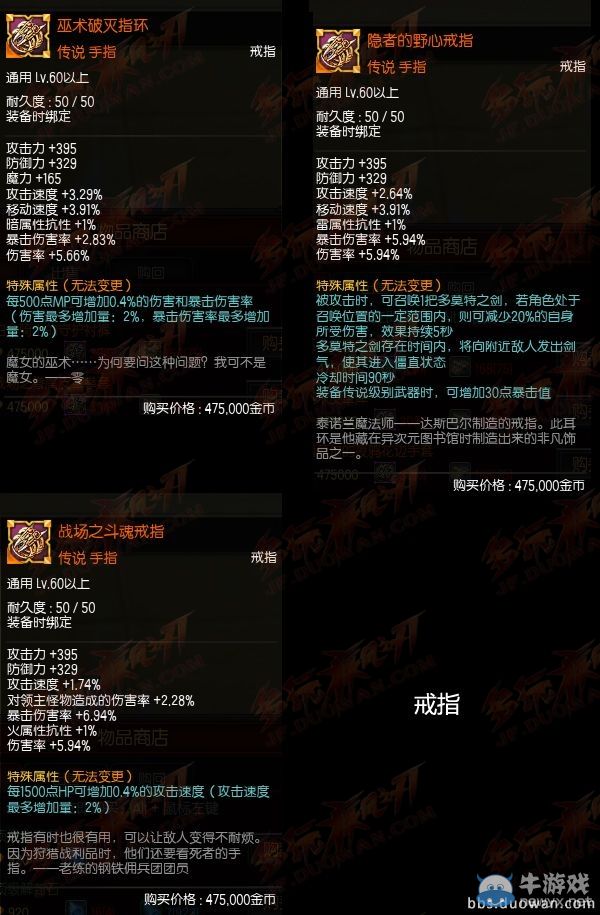 巫术破灭指环
传说 手指
戒指
通用 Lv.60以上
耐久度 : 50 / 50
装备时绑定
攻击力 +395
防御力 +329
魔力 +165
攻击速度 +3.29%
移动速度 +3.91%
暗属性抗性 +1%
暴击伤害率 +2.83%
伤害率 +5.66%
特殊属性（无法变更）
每500点MP可增加0.4%的伤害和暴击伤害率
（伤害最多增加量：2%，暴击伤害率最多增加
量：2%）
魔女的巫术……为何要问这种问题？我可不是
魔女。——零
购买价格 : 475,000金币
隐者的野心戒指
传说 手指
戒指
通用 Lv.60以上
耐久度 : 50 / 50
装备时绑定
攻击力 +395
防御力 +329
攻击速度 +2.64%
移动速度 +3.91%
雷属性抗性 +1%
暴击伤害率 +5.94%
伤害率 +5.94%
特殊属性（无法变更）
被攻击时，可召唤1把多莫特之剑，若角色处于
召唤位置的一定范围内，则可减少20%的自身
所受伤害，效果持续5秒
多莫特之剑存在时间内，将向附近敌人发出剑
气，使其进入僵直状态
冷却时间90秒
装备传说级别武器时，可增加30点暴击值
泰诺兰魔法师——达斯巴尔制造的戒指。此耳
环是他藏在异次元图书馆时制造出来的非凡饰
品之一。
购买价格 : 475,000金币
战场之斗魂戒指
传说 手指
戒指
通用 Lv.60以上
耐久度 : 50 / 50
装备时绑定
攻击力 +395
防御力 +329
攻击速度 +1.74%
对领主怪物造成的伤害率 +2.28%
暴击伤害率 +6.94%
火属性抗性 +1%
伤害率 +5.94%
特殊属性（无法变更）
每1500点HP可增加0.4%的攻击速度（攻击速度
最多增加量：2%）
戒指有时也很有用，可以让敌人变得不耐烦。
因为狩猎战利品时，他们还要看死者的手
指。——老练的钢铁佣兵团团员
购买价格 : 475,000金币
戒指
牛游戏
bbs.duowan.com